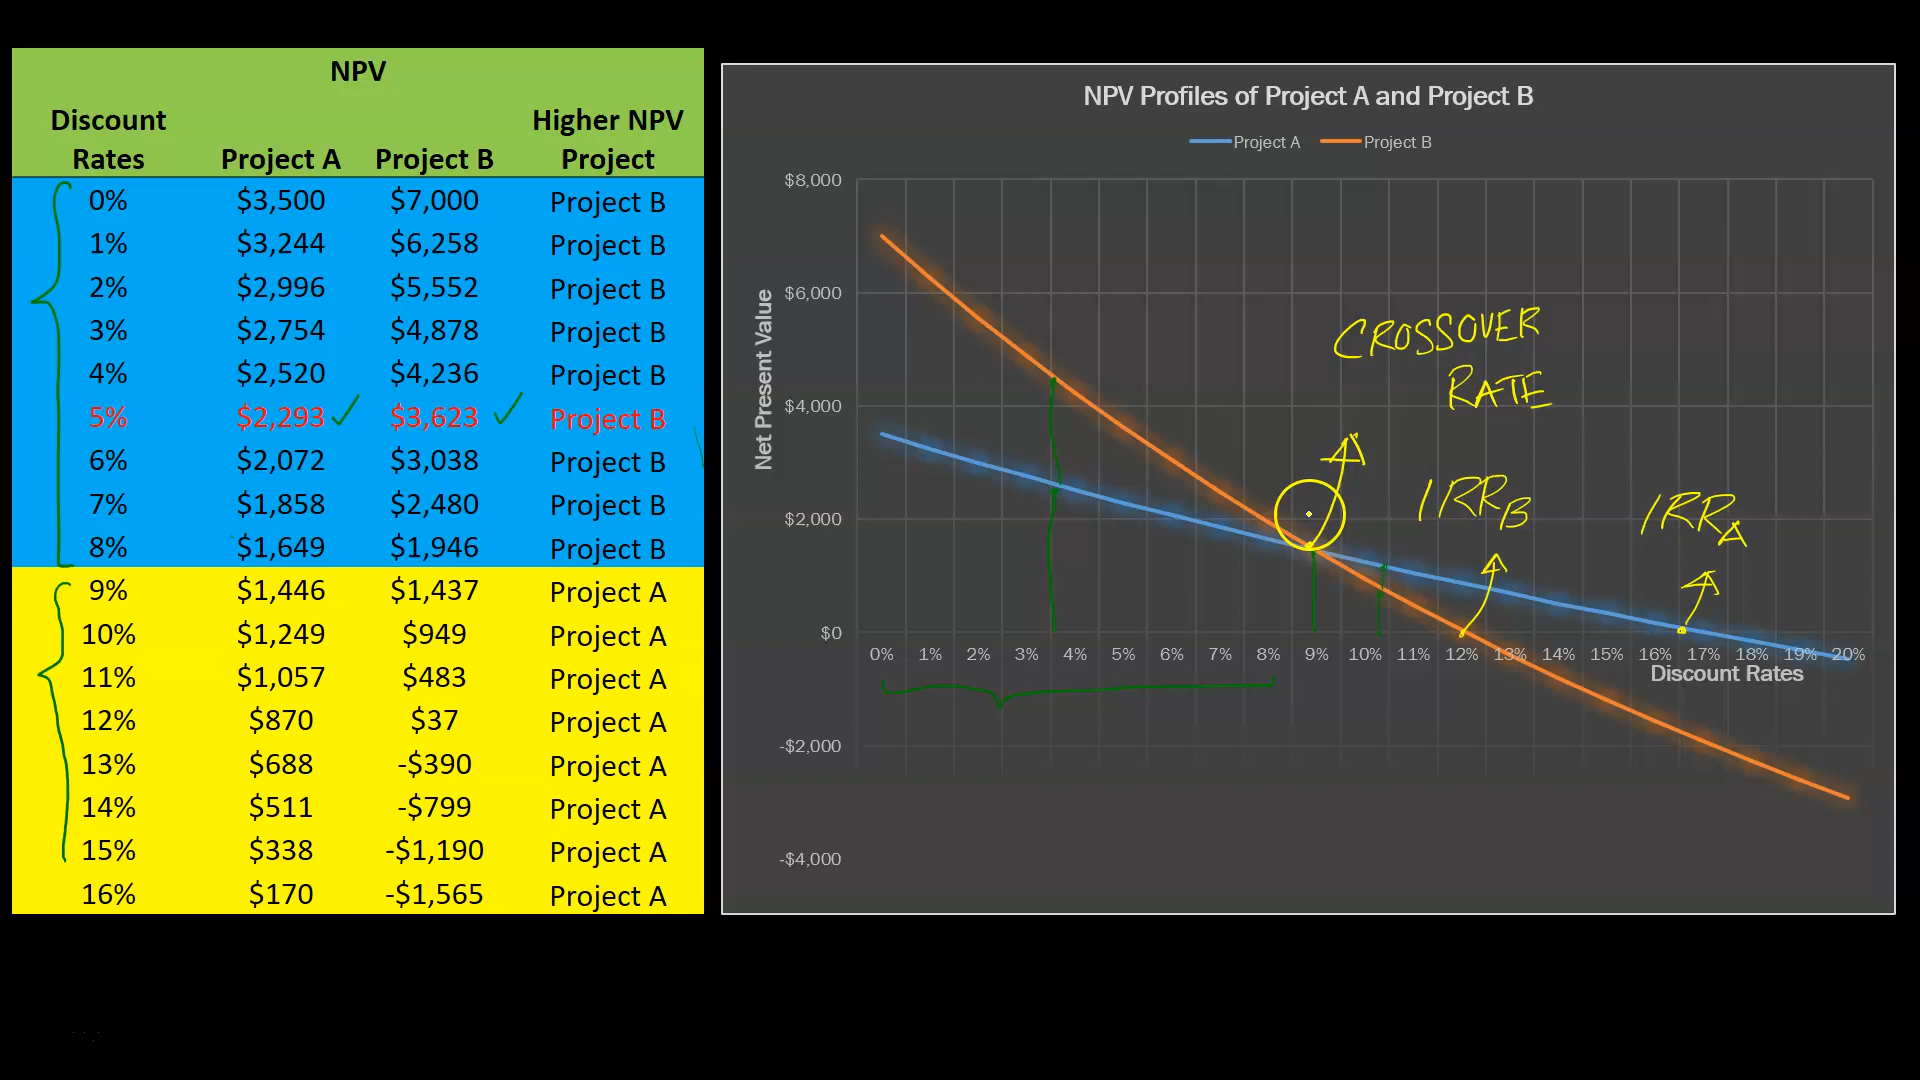 NPV
Discount Rates Project A Project B Higher NPV Project
0% $3,500 $7,000 Project B
1% $3,244 $6,258 Project B
2% $2,996 $5,552 Project B
3% $2,754 $4,878 Project B
4% $2,520 $4,236 Project B
5% $2,293 $3,623 Project B
6% $2,072 $3,038 Project B
7% $1,858 $2,480 Project B
8% $1,649 $1,946 Project B
9% $1,446 $1,437 Project A
10% $1,249 $949 Project A
11% $1,057 $483 Project A
12% $870 $37 Project A
13% $688 -$390 Project A
14% $511 -$799 Project A
15% $338 -$1,190 Project A
16% $170 -$1,565 Project A
NPV Profiles of Project A and Project B
Project A Project B
Net Present Value
$8,000
$6,000
$4,000
$2,000
$0
-$2,000
-$4,000
CROSSOVER
RATE
IRR B
IRR A
0% 1% 2% 3% 4% 5% 6% 7% 8% 9% 10% 11% 12% 13% 14% 15% 16% 17% 18% 19% 20%
Discount Rates